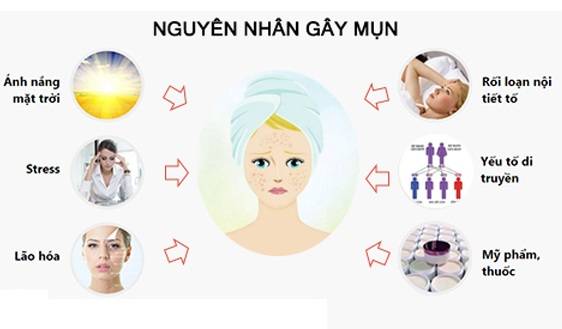 NGUYÊN NHÂN GÂY MỤN
Ánh nắng
mặt trời
Stress
Lão hóa
Rối loạn nội
tiết tố
Yếu tố di
truyền
Mỹ phẩm,
thuốc